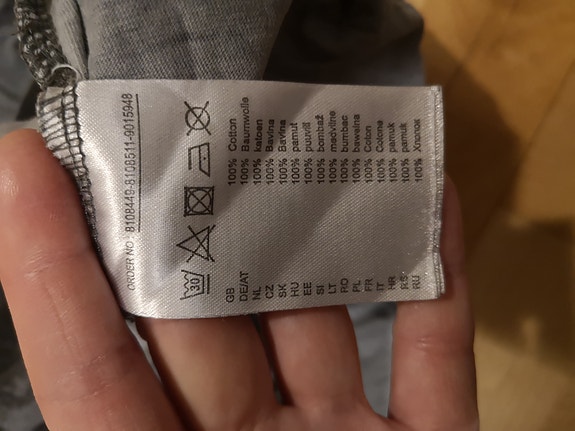 ORDER NO: 8108449-8108511-9015948
30
GB 100% Cotton
DE/AT 100% Baumwolle
NL 100% katoen
CZ 100% Bavlna
SK 100% Bavlna
HU 100% pamut
EE 100% puuvill
SI 100% bombaž
LT 100% medvilnė
RO 100% bumbac
PL 100% bawełna
FR 100% Coton
IT 100% Cotone
HR 100% pamuk
RS 100% pamuk
RU 100% Хлопок